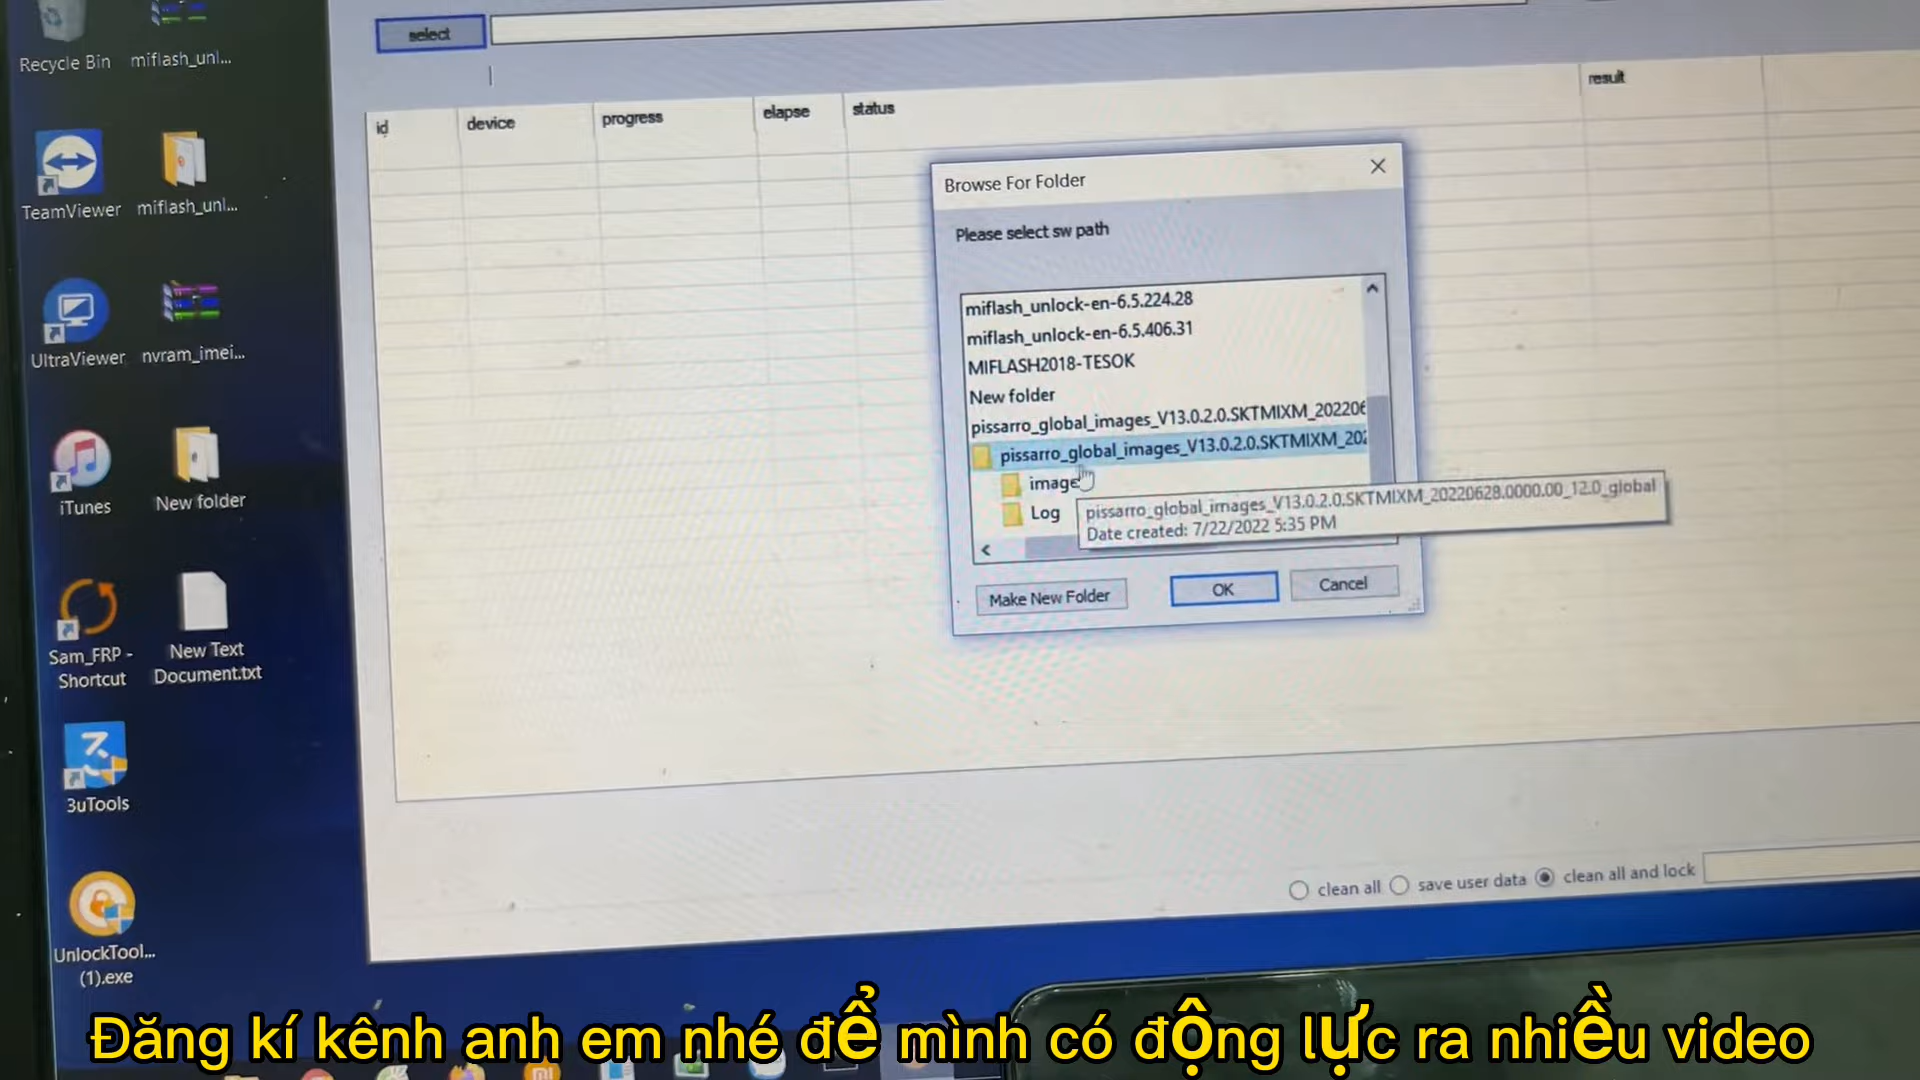 select
Recycle Bin
miflash_unl...
id
device
progress
elapse
status
result
TeamViewer
miflash_unl...
Browse For Folder
Please select sw path
miflash_unlock-en-6.5.224.28
miflash_unlock-en-6.5.406.31
MIFLASH2018-TESOK
New folder
pissarro_global_images_V13.0.2.0.SKTMIXM_202206
pissarro_global_images_V13.0.2.0.SKTMIXM_202
image
Log
pissarro_global_images_V13.0.2.0.SKTMIXM_20220628.0000.00_12.0_global
Date created: 7/22/2022 5:35 PM
Make New Folder
OK
Cancel
UltraViewer
nvram_imei...
iTunes
New folder
Sam_FRP -
Shortcut
New Text
Document.txt
3uTools
clean all
save user data
clean all and lock
UnlockTool...
(1).exe
Đăng kí kênh anh em nhé để mình có động lực ra nhiều video